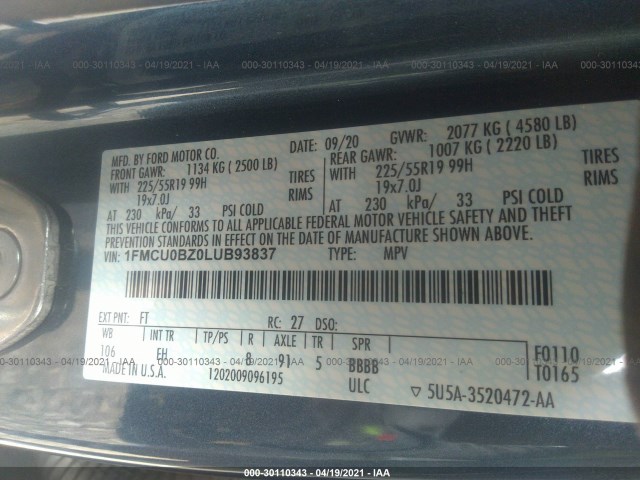 000-30110343 - 04/19/2021 - IAA
MFD. BY FORD MOTOR CO.
DATE: 09/20 GVWR: 2077 KG ( 4580 LB)
FRONT GAWR: 1134 KG ( 2500 LB)
REAR GAWR: 1007 KG ( 2220 LB)
WITH 225/55R19 99H TIRES
19x7.0J RIMS
AT 230 kPa/ 33 PSI COLD
WITH 225/55R19 99H TIRES
19x7.0J RIMS
AT 230 kPa/ 33 PSI COLD
THIS VEHICLE CONFORMS TO ALL APPLICABLE FEDERAL MOTOR VEHICLE SAFETY AND THEFT
PREVENTION STANDARDS IN EFFECT ON THE DATE OF MANUFACTURE SHOWN ABOVE.
VIN: 1FMCU0BZ0LUB93837 TYPE: MPV
EXT PNT: FT RC: 27 DSO:
WB INT TR TP/PS R AXLE TR SPR
106 EH 8 91 5 BBBB F0110
T0165
MADE IN U.S.A. 1202009096195 ULC ▽ 5U5A-3520472-AA
000-30110343 - 04/19/2021 - IAA